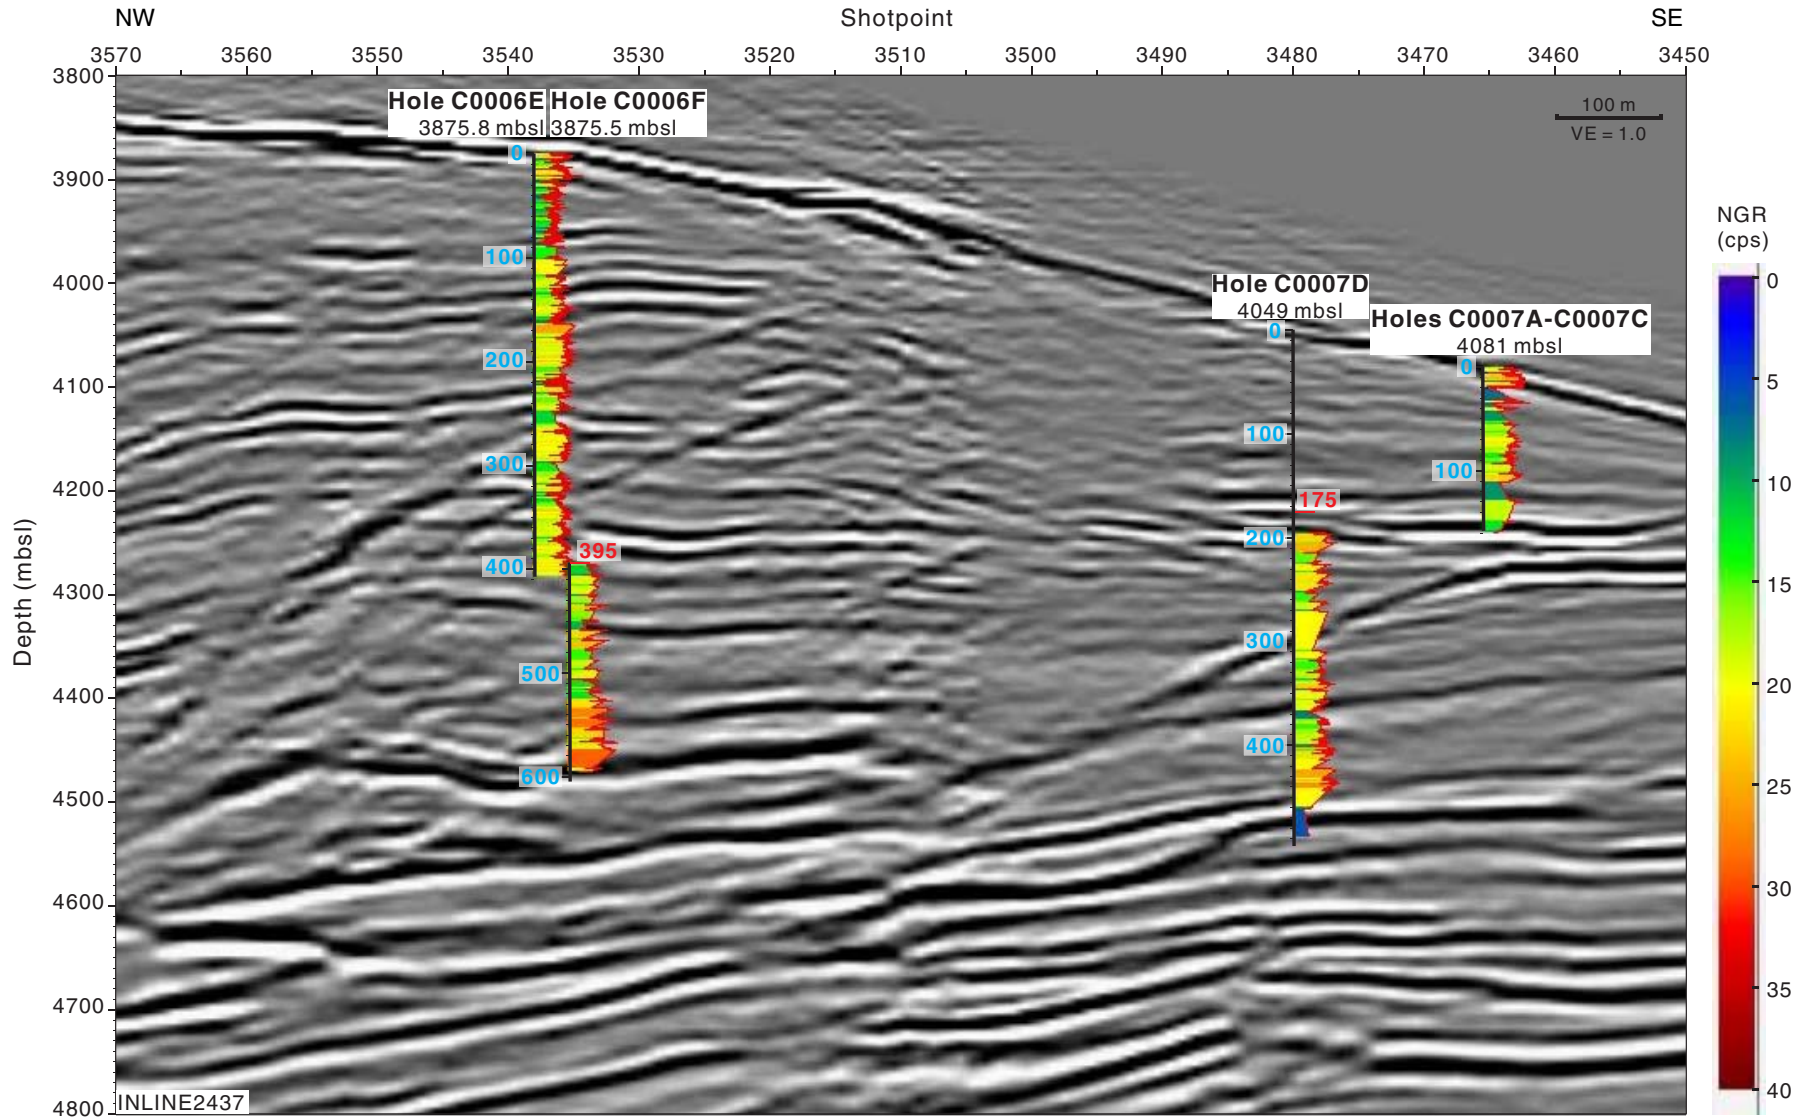 NW Shotpoint SE
3570 3560 3550 3540 3530 3520 3510 3500 3490 3480 3470 3460 3450
3800
Hole C0006E Hole C0006F
3875.8 mbsl 3875.5 mbsl
100 m
VE = 1.0
0
3900
NGR
(cps)
100
4000
Hole C0007D
4049 mbsl
0
Holes C0007A-C0007C
4081 mbsl
0
200
4100
300
100
100
4200
175
395
200
400
4300
300
500
4400
400
600
4500
4600
4700
4800
Depth (mbsl)
0
5
10
15
20
25
30
35
40
INLINE2437